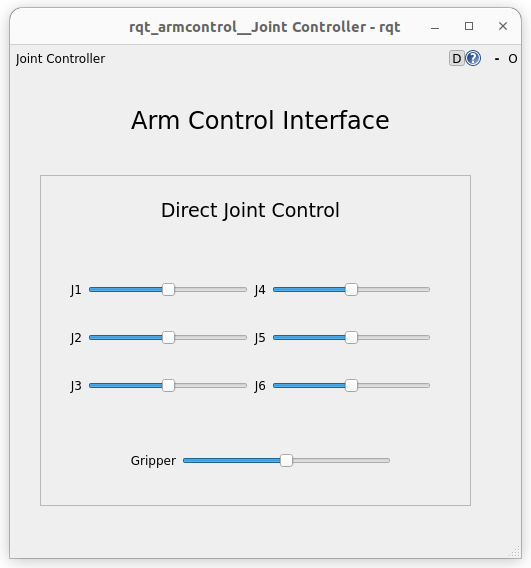 rqt_armcontrol__Joint Controller - rqt
Joint Controller D ? - O
Arm Control Interface
Direct Joint Control
J1 J4
J2 J5
J3 J6
Gripper